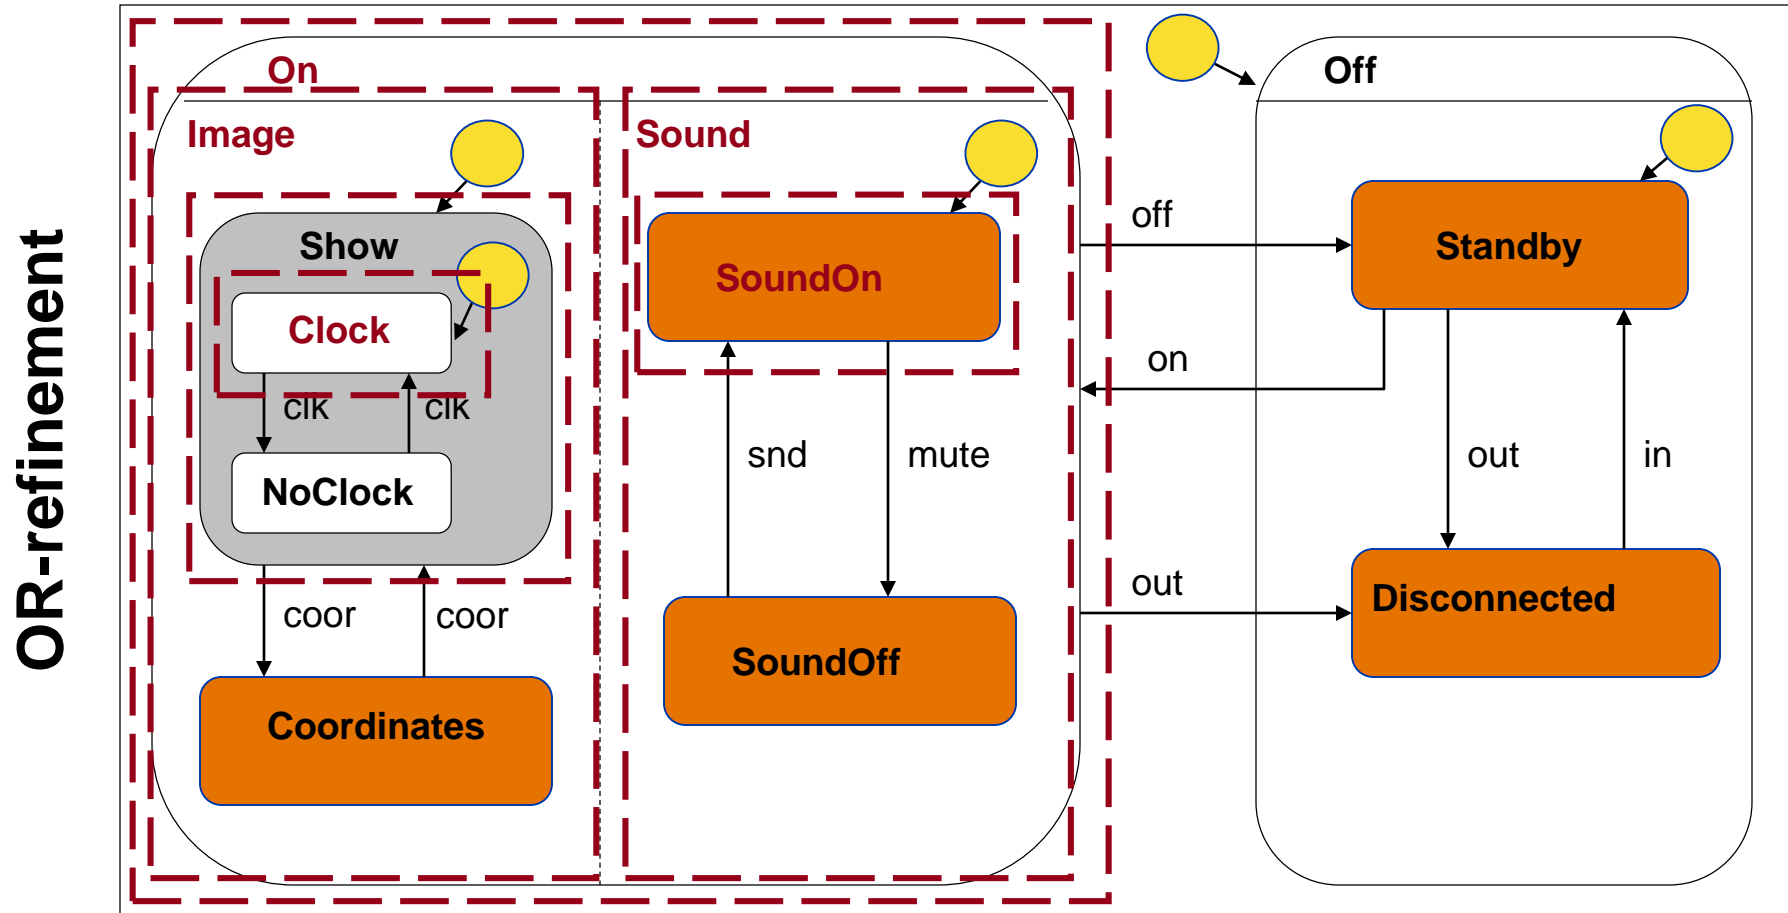 OR-refinement
On
Off
Image
Sound
Show
Clock
clk
clk
NoClock
coor
coor
Coordinates
SoundOn
snd
mute
SoundOff
off
on
out
Standby
out
in
Disconnected